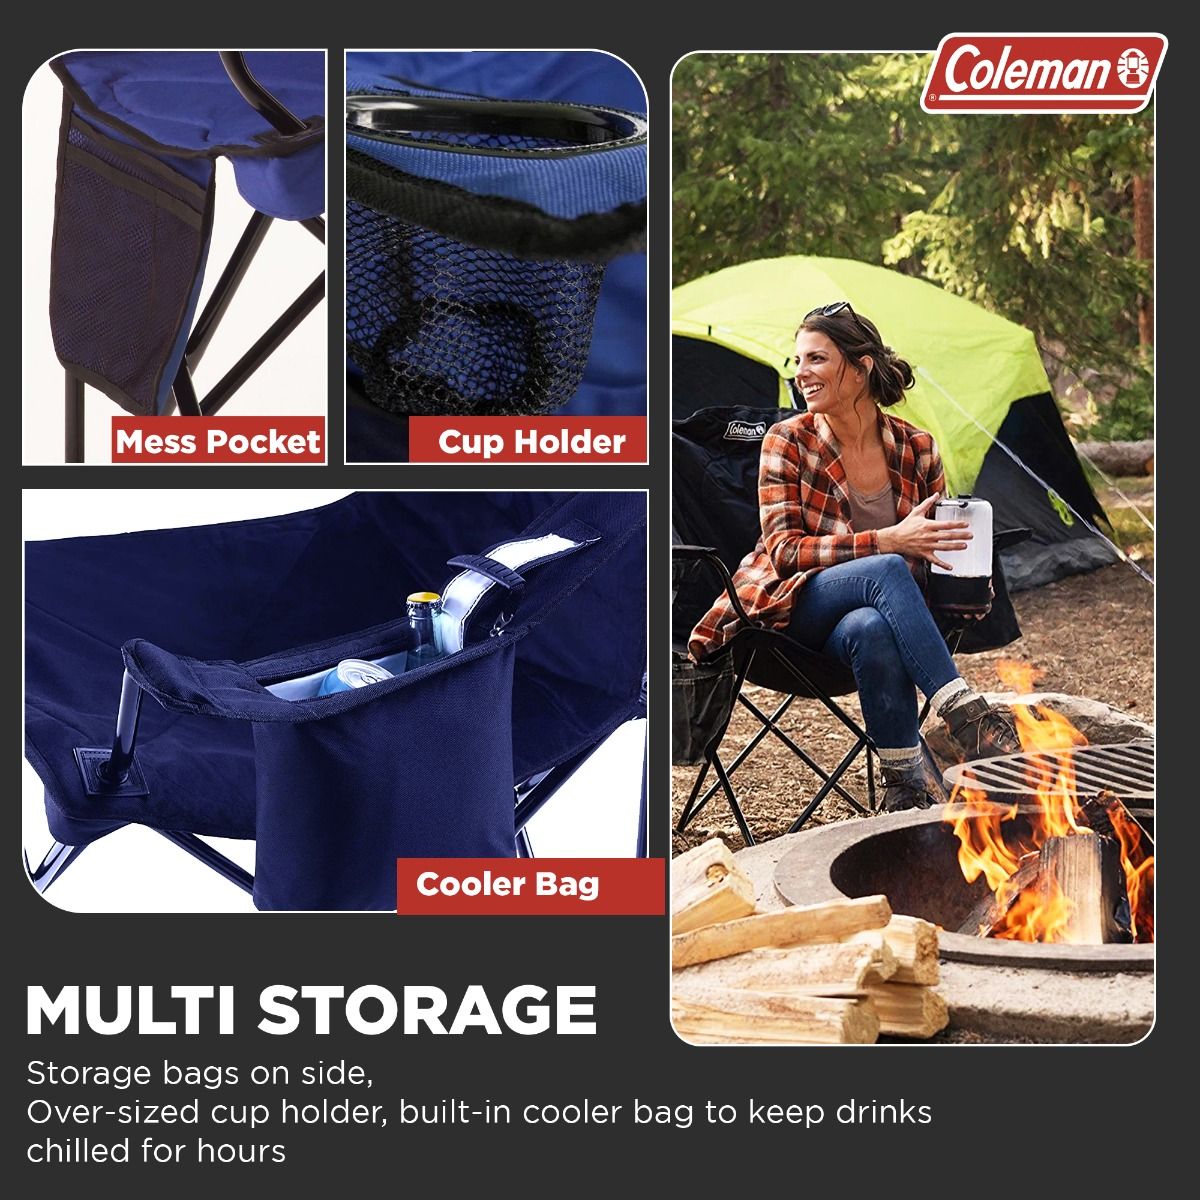 Coleman
®
Mess Pocket
Cup Holder
Coleman
Cooler Bag
MULTI STORAGE
Storage bags on side,
Over-sized cup holder, built-in cooler bag to keep drinks
chilled for hours